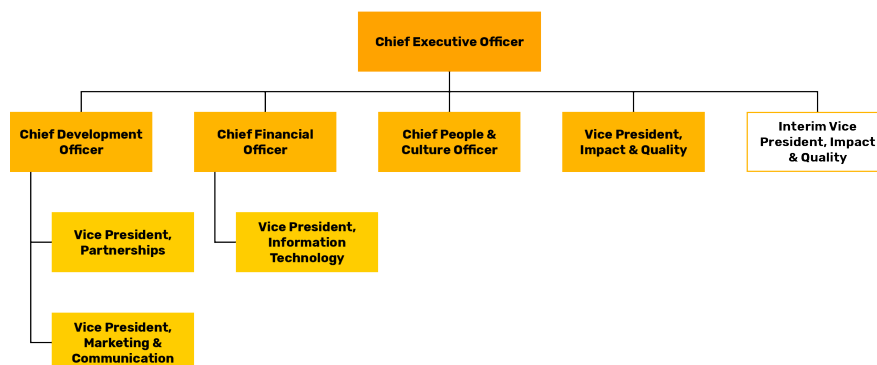 Chief Executive Officer
Chief Development
Officer
Chief Financial
Officer
Chief People &
Culture Officer
Vice President,
Impact & Quality
Interim Vice
President, Impact
& Quality
Vice President,
Partnerships
Vice President,
Information
Technology
Vice President,
Marketing &
Communication